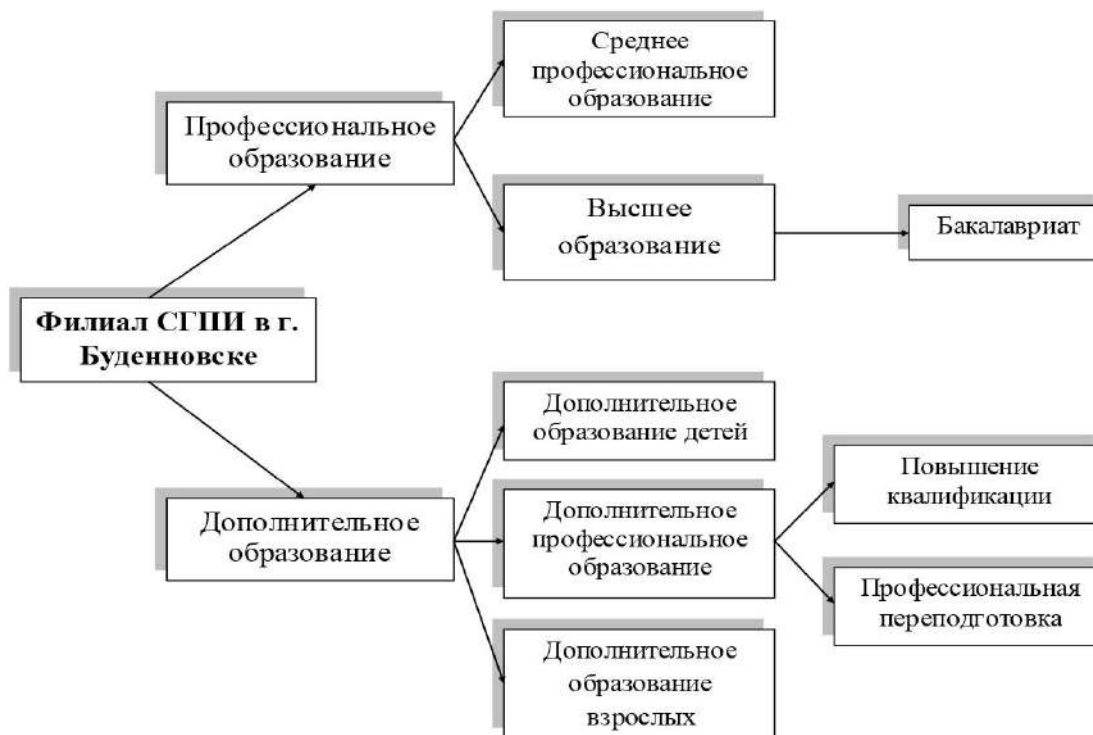 Среднее
профессиональное
образование
Профессиональное
образование
Высшее
образование
Бакалавриат
Филиал СГПИ в г.
Буденновске
Дополнительное
образование детей
Повышение
квалификации
Дополнительное
образование
Дополнительное
профессиональное
образование
Профессиональная
переподготовка
Дополнительное
образование
взрослых